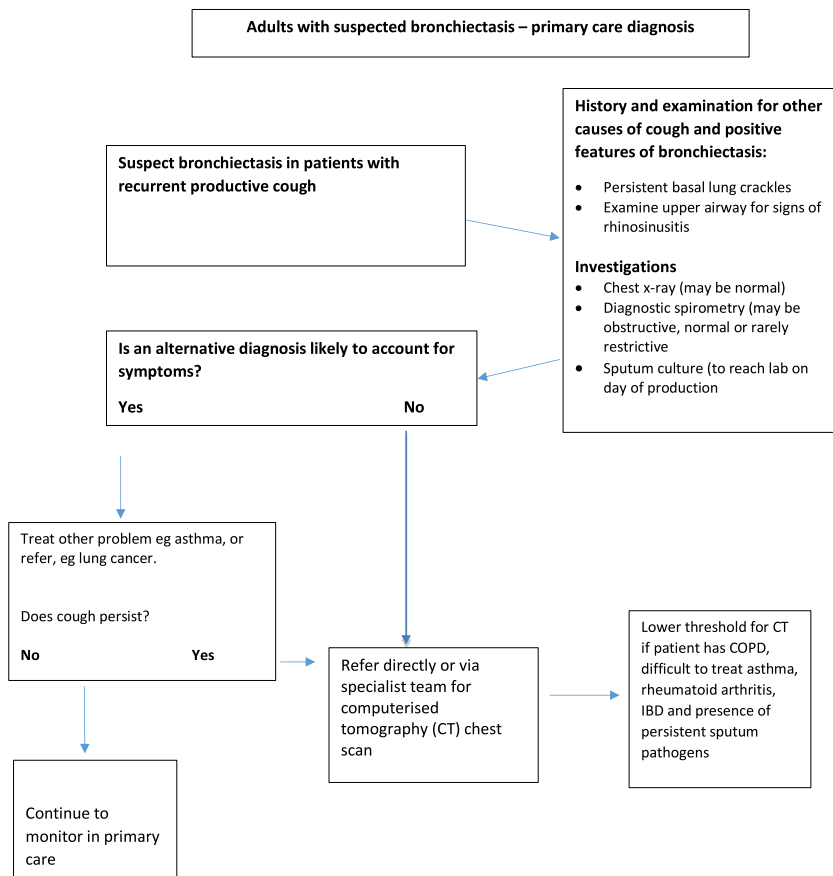 Adults with suspected bronchiectasis – primary care diagnosis
Suspect bronchiectasis in patients with
recurrent productive cough
History and examination for other
causes of cough and positive
features of bronchiectasis:
• Persistent basal lung crackles
• Examine upper airway for signs of
rhinosinusitis
Investigations
• Chest x-ray (may be normal)
• Diagnostic spirometry (may be
obstructive, normal or rarely
restrictive
• Sputum culture (to reach lab on
day of production
Is an alternative diagnosis likely to account for
symptoms?
Yes No
Treat other problem eg asthma, or
refer, eg lung cancer.
Does cough persist?
No Yes
Refer directly or via
specialist team for
computerised
tomography (CT) chest
scan
Lower threshold for CT
if patient has COPD,
difficult to treat asthma,
rheumatoid arthritis,
IBD and presence of
persistent sputum
pathogens
Continue to
monitor in primary
care